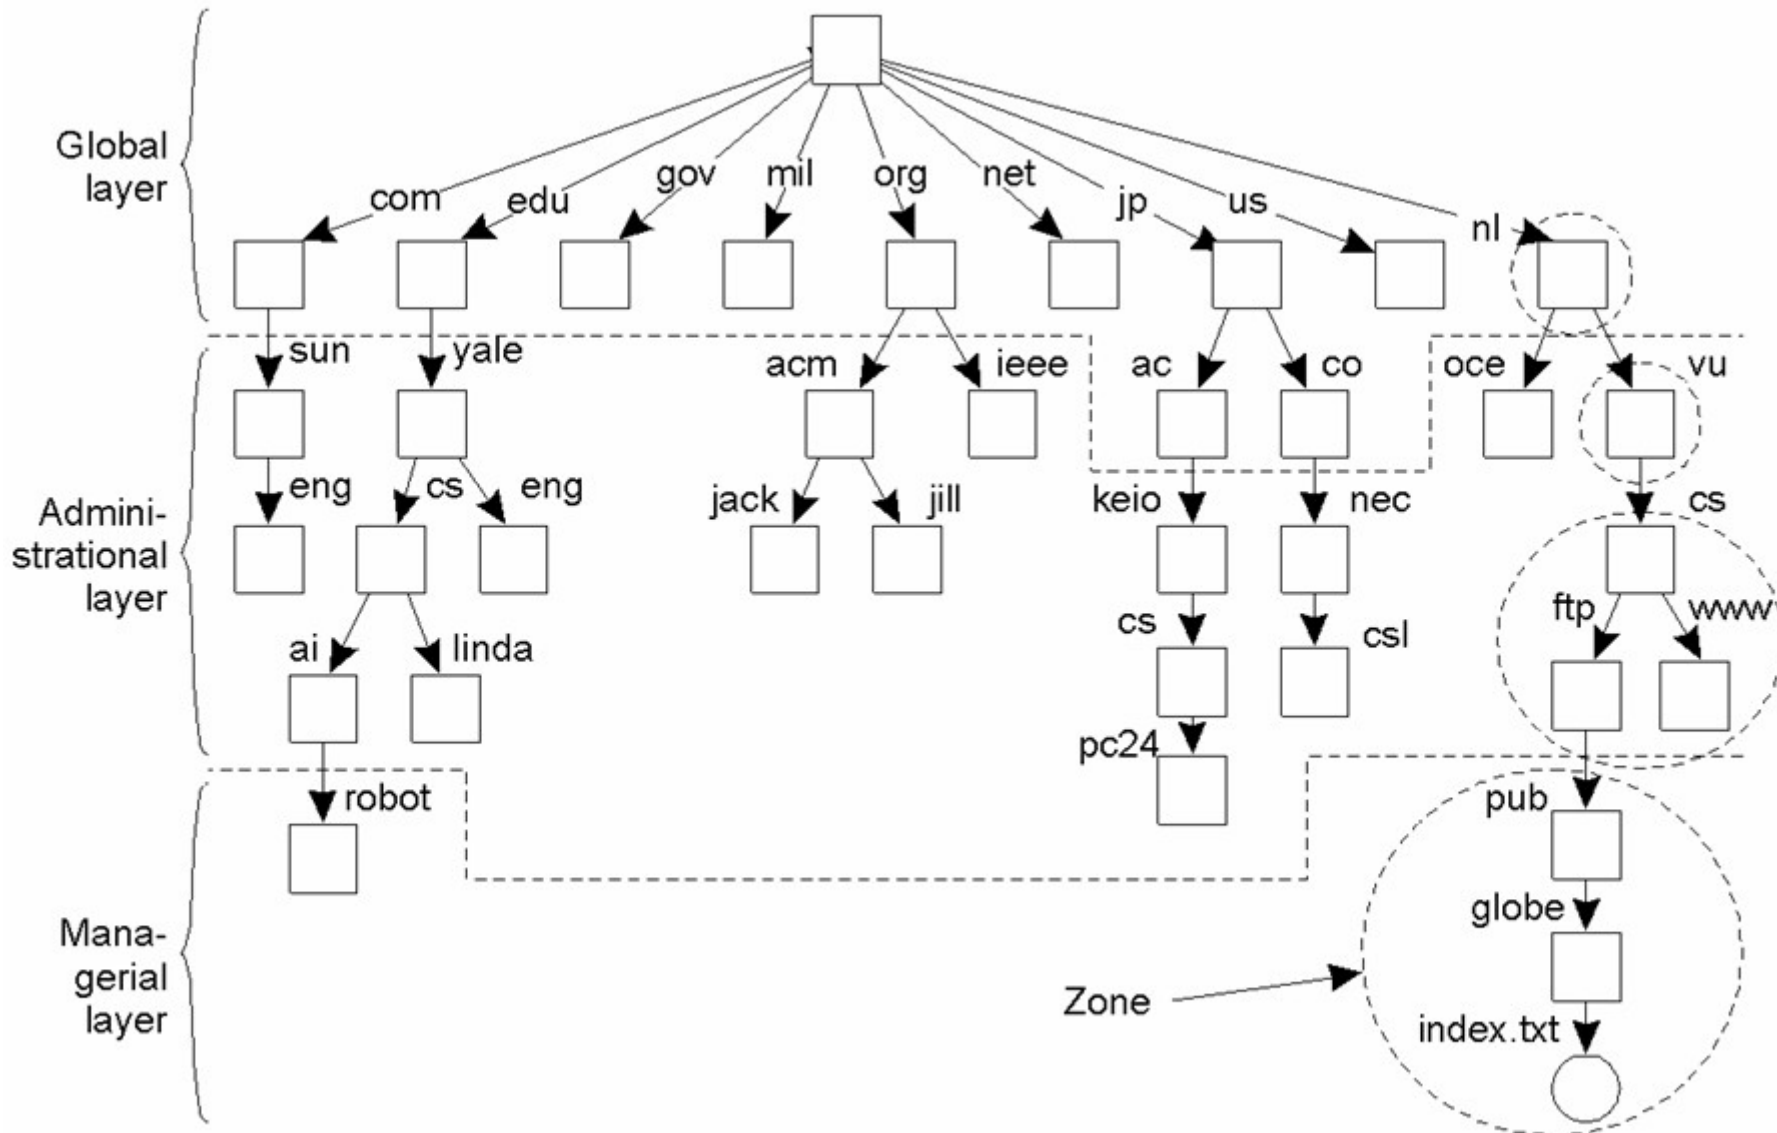 Global
layer
com
edu
gov
mil
org
net
jp
us
nl
sun
yale
acm
ieee
ac
co
oce
vu
Admini-
strational
layer
eng
cs
eng
jack
jill
keio
nec
cs
ai
linda
cs
csl
ftp
www
pc24
robot
pub
Mana-
gerial
layer
globe
Zone
index.txt